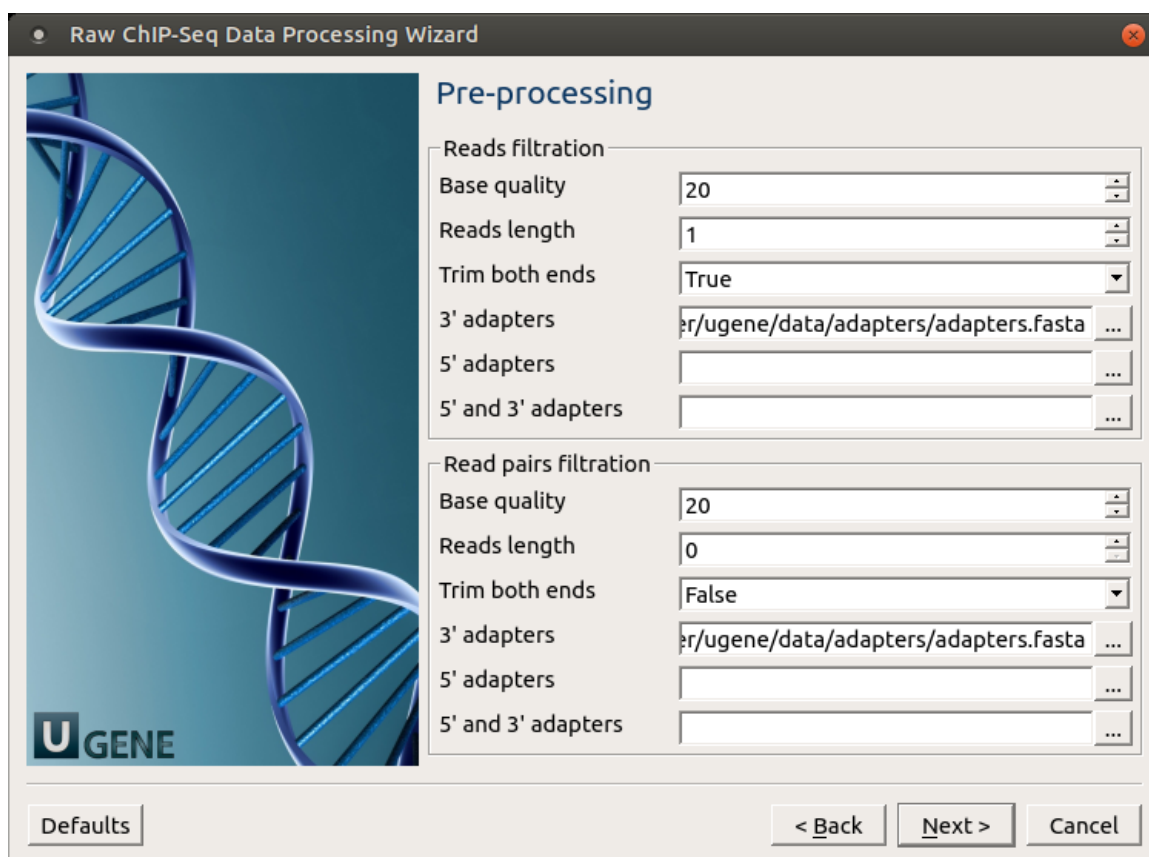 Raw ChIP-Seq Data Processing Wizard
Pre-processing
Reads filtration
Base quality 20
Reads length 1
Trim both ends True
3' adapters er/ugene/data/adapters/adapters.fasta ...
5' adapters ...
5' and 3' adapters ...
Read pairs filtration
Base quality 20
Reads length 0
Trim both ends False
3' adapters er/ugene/data/adapters/adapters.fasta ...
5' adapters ...
5' and 3' adapters ...
UGENE
Defaults < Back Next > Cancel